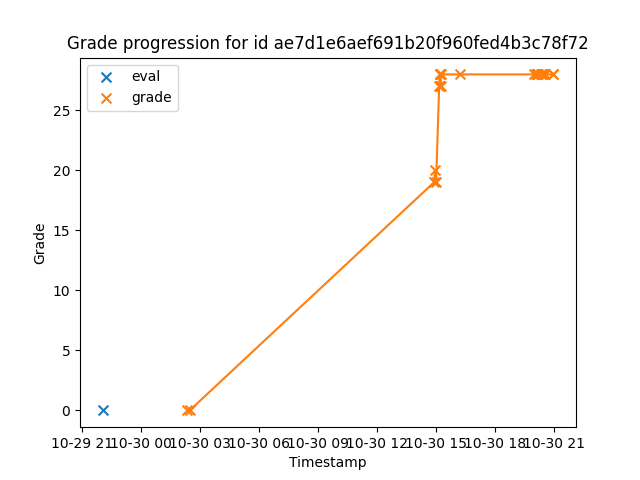 Grade progression for id ae7d1e6aef691b20f960fed4b3c78f72
eval
grade
25
20
15
10
5
0
Grade
10-29 21 10-30 00 10-30 03 10-30 06 10-30 09 10-30 12 10-30 15 10-30 18 10-30 21
Timestamp